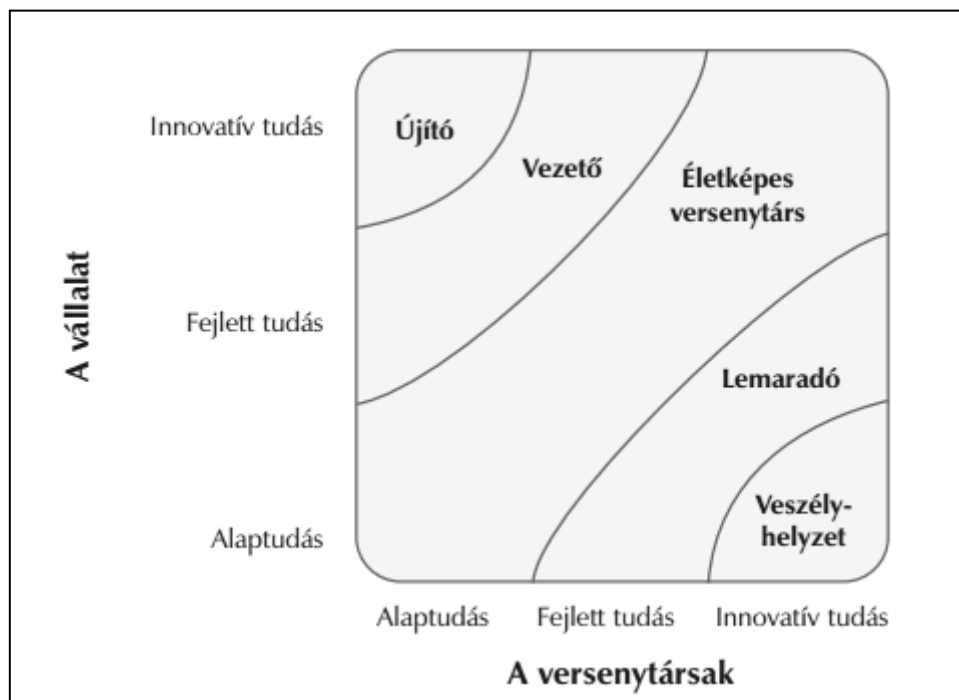 Innovatív tudás
Újító
Vezető
Életképes
versenytárs
A vállalat
Fejlett tudás
Lemaradó
Alaptudás
Veszély-
helyzet
Alaptudás
Fejlett tudás
Innovatív tudás
A versenytársak